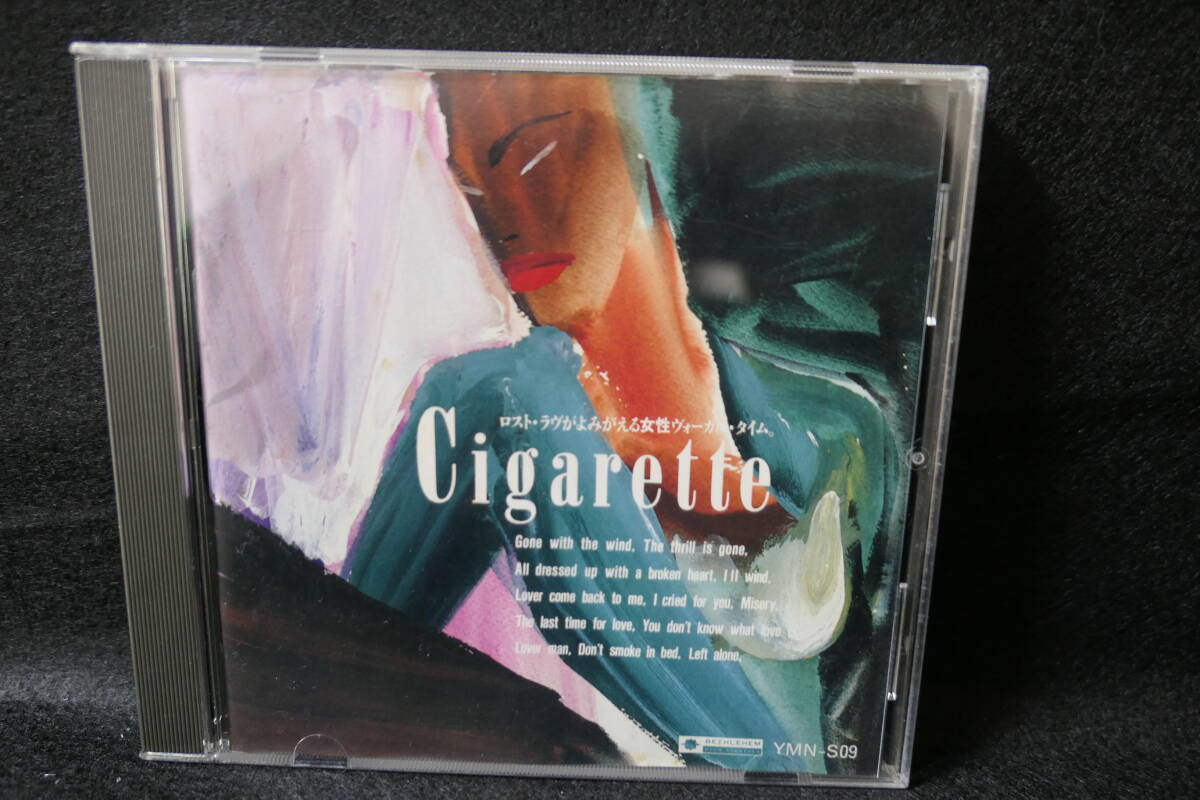 ロスト・ラヴがよみがえる女性ヴォーカル・タイム。
Cigarette
Gone with the wind. The thrill is gone.
All dressed up with a broken heart. Ill wind.
Lover come back to me. I cried for you. Misery.
The last time for love. You don't know what love
Lover man. Don't smoke in bed. Left alone.
BETHLEHEM
YMN-S09